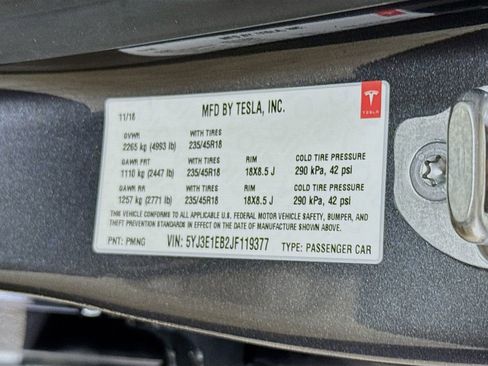 MFD BY TESLA, INC.
11/18
MFD BY TESLA, INC.
TESLA
GVWR WITH TIRES
2265 kg (4993 lb) 235/45R18
GAWR FRT WITH TIRES RIM COLD TIRE PRESSURE
1110 kg (2447 lb) 235/45R18 18X8.5 J 290 kPa, 42 psi
GAWR RR WITH TIRES RIM COLD TIRE PRESSURE
1257 kg (2771 lb) 235/45R18 18X8.5 J 290 kPa, 42 psi
THIS VEHICLE CONFORMS TO ALL APPLICABLE U.S. FEDERAL MOTOR VEHICLE SAFETY, BUMPER, AND
THEFT PREVENTION STANDARDS IN EFFECT ON THE DATE OF MANUFACTURE SHOWN ABOVE.
PNT: PMNG VIN: 5YJ3E1EB2JF119377 TYPE: PASSENGER CAR